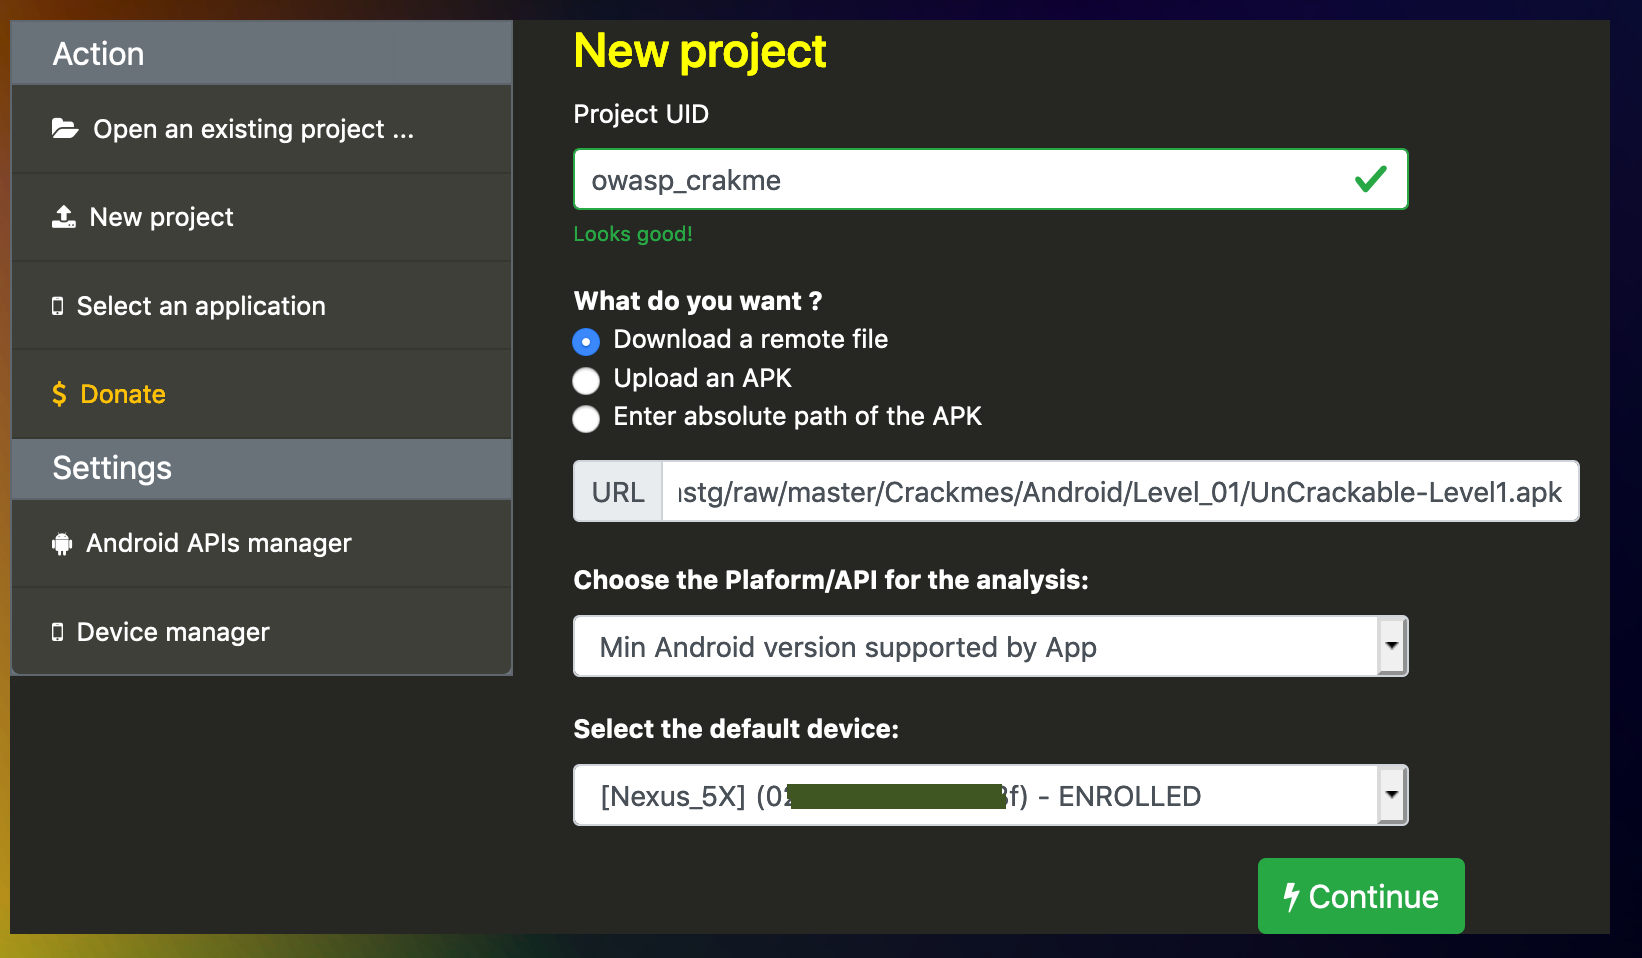 Action
Open an existing project ...
New project
Select an application
$ Donate
Settings
Android APIs manager
Device manager
New project
Project UID
owasp_crakme
Looks good!
What do you want ?
Download a remote file
Upload an APK
Enter absolute path of the APK
URL
stg/raw/master/Crackmes/Android/Level_01/UnCrackable-Level1.apk
Choose the Plaform/API for the analysis:
Min Android version supported by App
Select the default device:
[Nexus_5X] (02 f) - ENROLLED
Continue